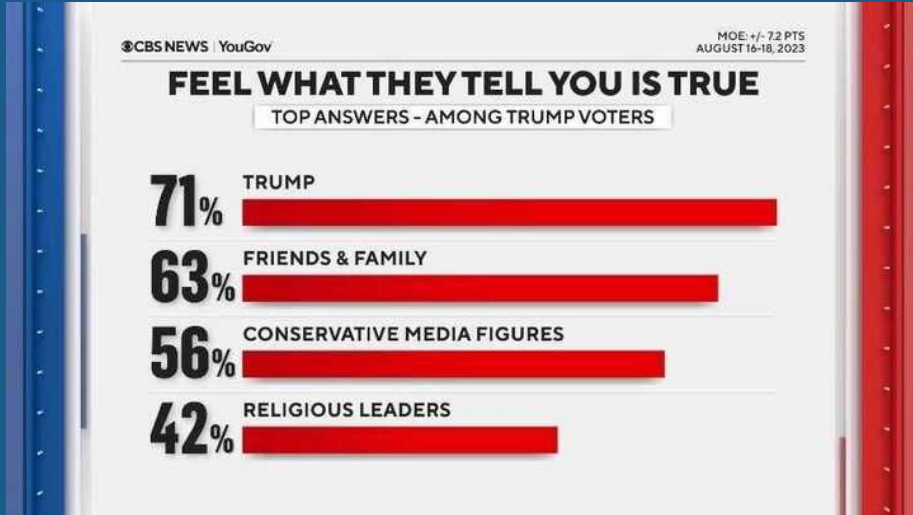 CBS NEWS | YouGov
MOE: +/- 7.2 PTS
AUGUST 16-18, 2023
FEEL WHAT THEY TELL YOU IS TRUE
TOP ANSWERS - AMONG TRUMP VOTERS
71% TRUMP
63% FRIENDS & FAMILY
56% CONSERVATIVE MEDIA FIGURES
42% RELIGIOUS LEADERS